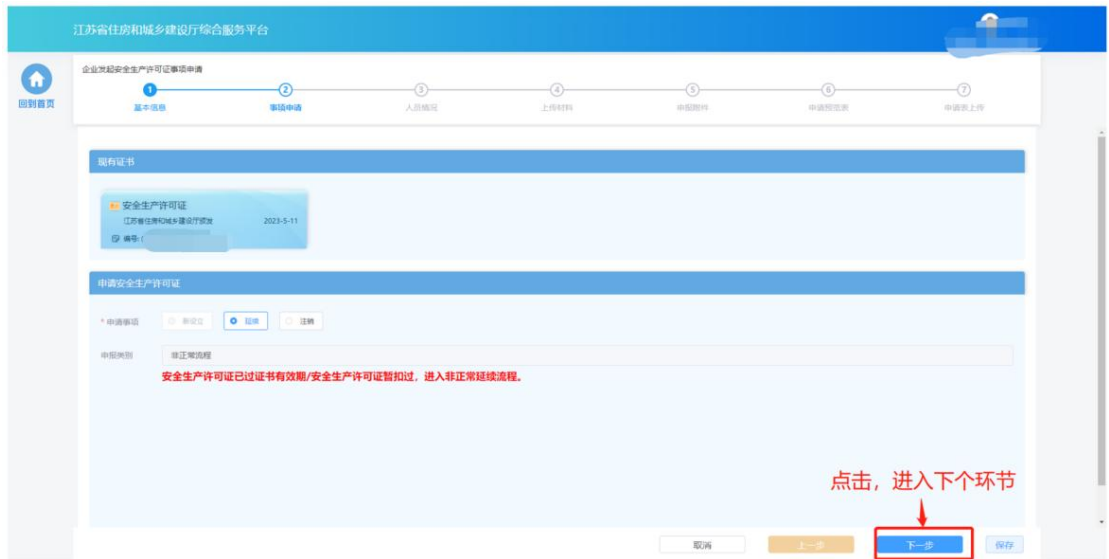 江苏省住房和城乡建设厅综合服务平台
回到首页
企业发起安全生产许可证事项申请
1 2 3 4 5 6 7
基本信息 事项申请 人员情况 上传材料 申报附件 申请预览表 申请表上传
现有证书
安全生产许可证
江苏省住房和城乡建设厅颁发 2023-5-11
编号:
申请安全生产许可证
* 申请事项 新设立 延续 注销
申报类别 非正常流程
安全生产许可证已过证书有效期/安全生产许可证暂扣过,进入非正常延续流程。
点击,进入下个环节
取消 上一步 下一步 保存